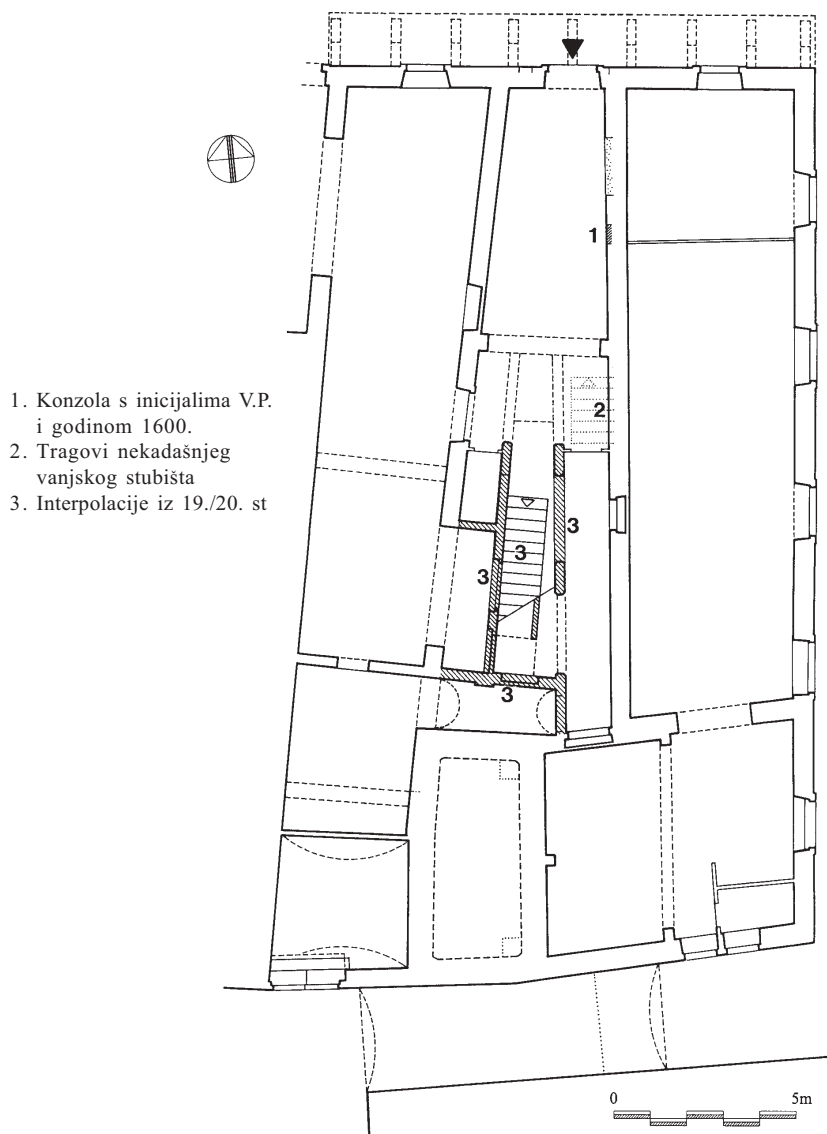 1
2
3
3
3
3
1. Konzola s inicijalima V.P.
i godinom 1600.
2. Tragovi nekadašnjeg
vanjskog stubišta
3. Interpolacije iz 19./20. st
0 5m